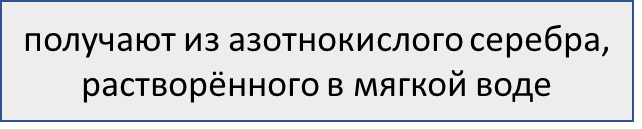 получают из азотнокислого серебра,
растворённого в мягкой воде